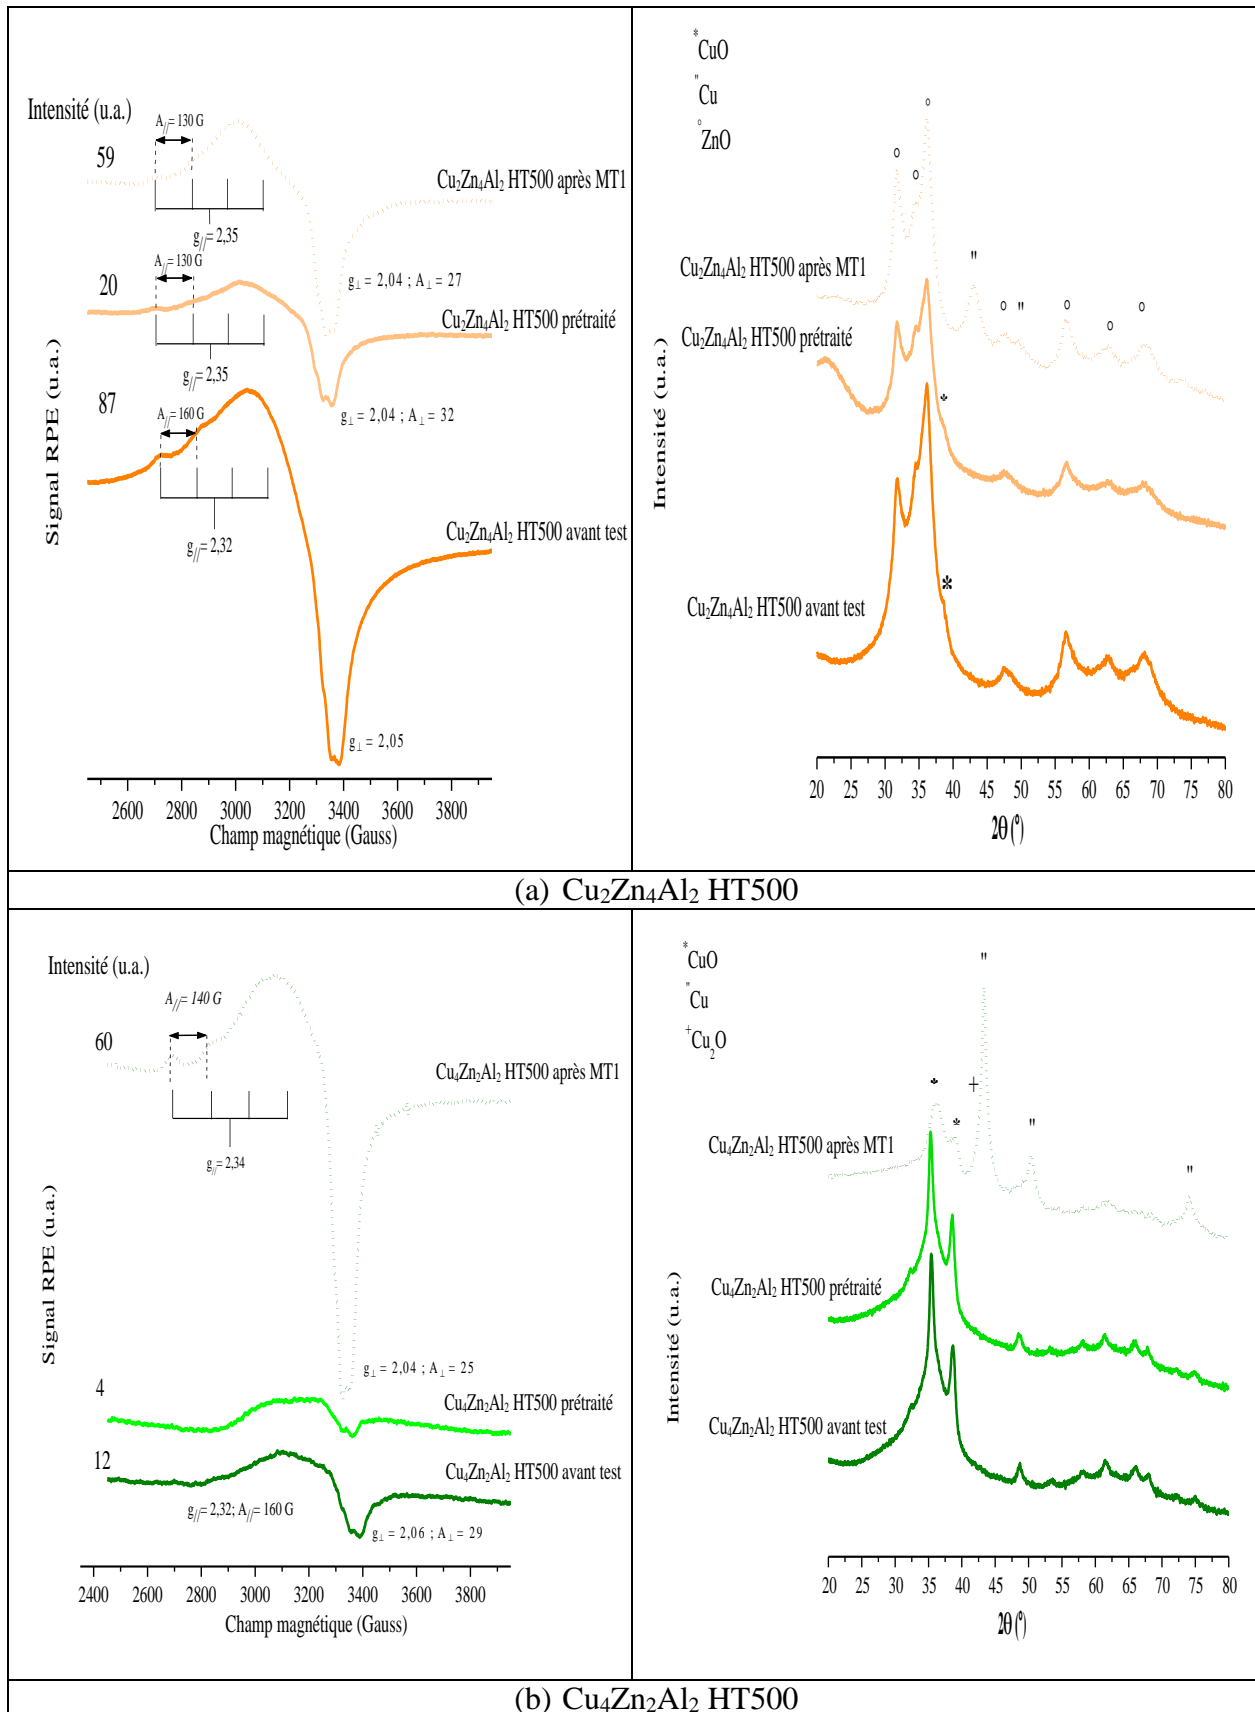 Intensité (u.a.)
A// = 130 G
59
Cu2Zn4Al2 HT500 après MT1
g// = 2,35
A// = 130 G
g⊥ = 2,04 ; A⊥ = 27
20
Cu2Zn4Al2 HT500 prétraité
g// = 2,35
g⊥ = 2,04 ; A⊥ = 32
87
A// = 160 G
Cu2Zn4Al2 HT500 avant test
g// = 2,32
g⊥ = 2,05
Signal RPE (u.a.)
2600 2800 3000 3200 3400 3600 3800
Champ magnétique (Gauss)
*CuO
"Cu
°ZnO
Cu2Zn4Al2 HT500 après MT1
Cu2Zn4Al2 HT500 prétraité
Cu2Zn4Al2 HT500 avant test
Intensité (u.a.)
20 25 30 35 40 45 50 55 60 65 70 75 80
2θ (°)
(a) Cu2Zn4Al2 HT500
Intensité (u.a.)
A// = 140 G
60
Cu4Zn2Al2 HT500 après MT1
g// = 2,34
g⊥ = 2,04 ; A⊥ = 25
4
Cu4Zn2Al2 HT500 prétraité
12
Cu4Zn2Al2 HT500 avant test
g// = 2,32; A// = 160 G
g⊥ = 2,06 ; A⊥ = 29
Signal RPE (u.a.)
2400 2600 2800 3000 3200 3400 3600 3800
Champ magnétique (Gauss)
*CuO
"Cu
+Cu2O
Cu4Zn2Al2 HT500 après MT1
Cu4Zn2Al2 HT500 prétraité
Cu4Zn2Al2 HT500 avant test
Intensité (u.a.)
20 25 30 35 40 45 50 55 60 65 70 75 80
2θ (°)
(b) Cu4Zn2Al2 HT500